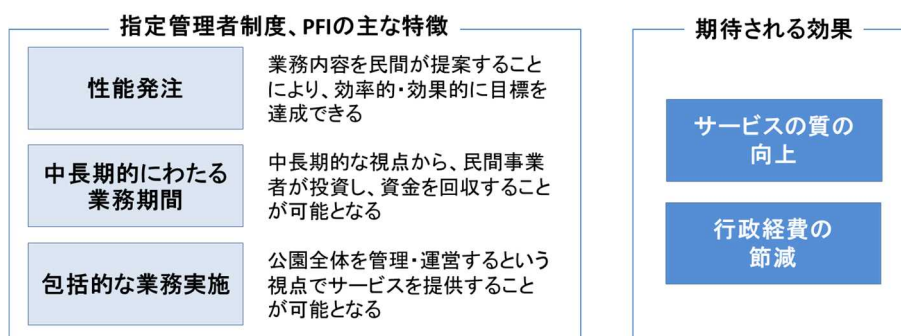 指定管理者制度、PFIの主な特徴
性能発注
業務内容を民間が提案すること
により、効率的・効果的に目標を
達成できる
中長期的にわたる
業務期間
中長期的な視点から、民間事業
者が投資し、資金を回収すること
が可能となる
包括的な業務実施
公園全体を管理・運営するという
視点でサービスを提供すること
が可能となる
期待される効果
サービスの質の
向上
行政経費の
節減